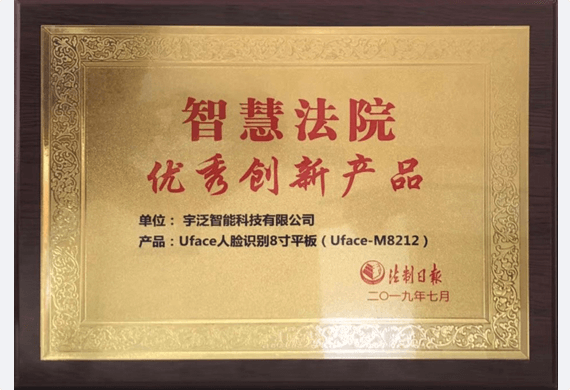 智慧法院
优秀创新产品
单位： 宇泛智能科技有限公司
产品：Uface人脸识别8寸平板（Uface-M8212）
法制日报
二〇一九年七月